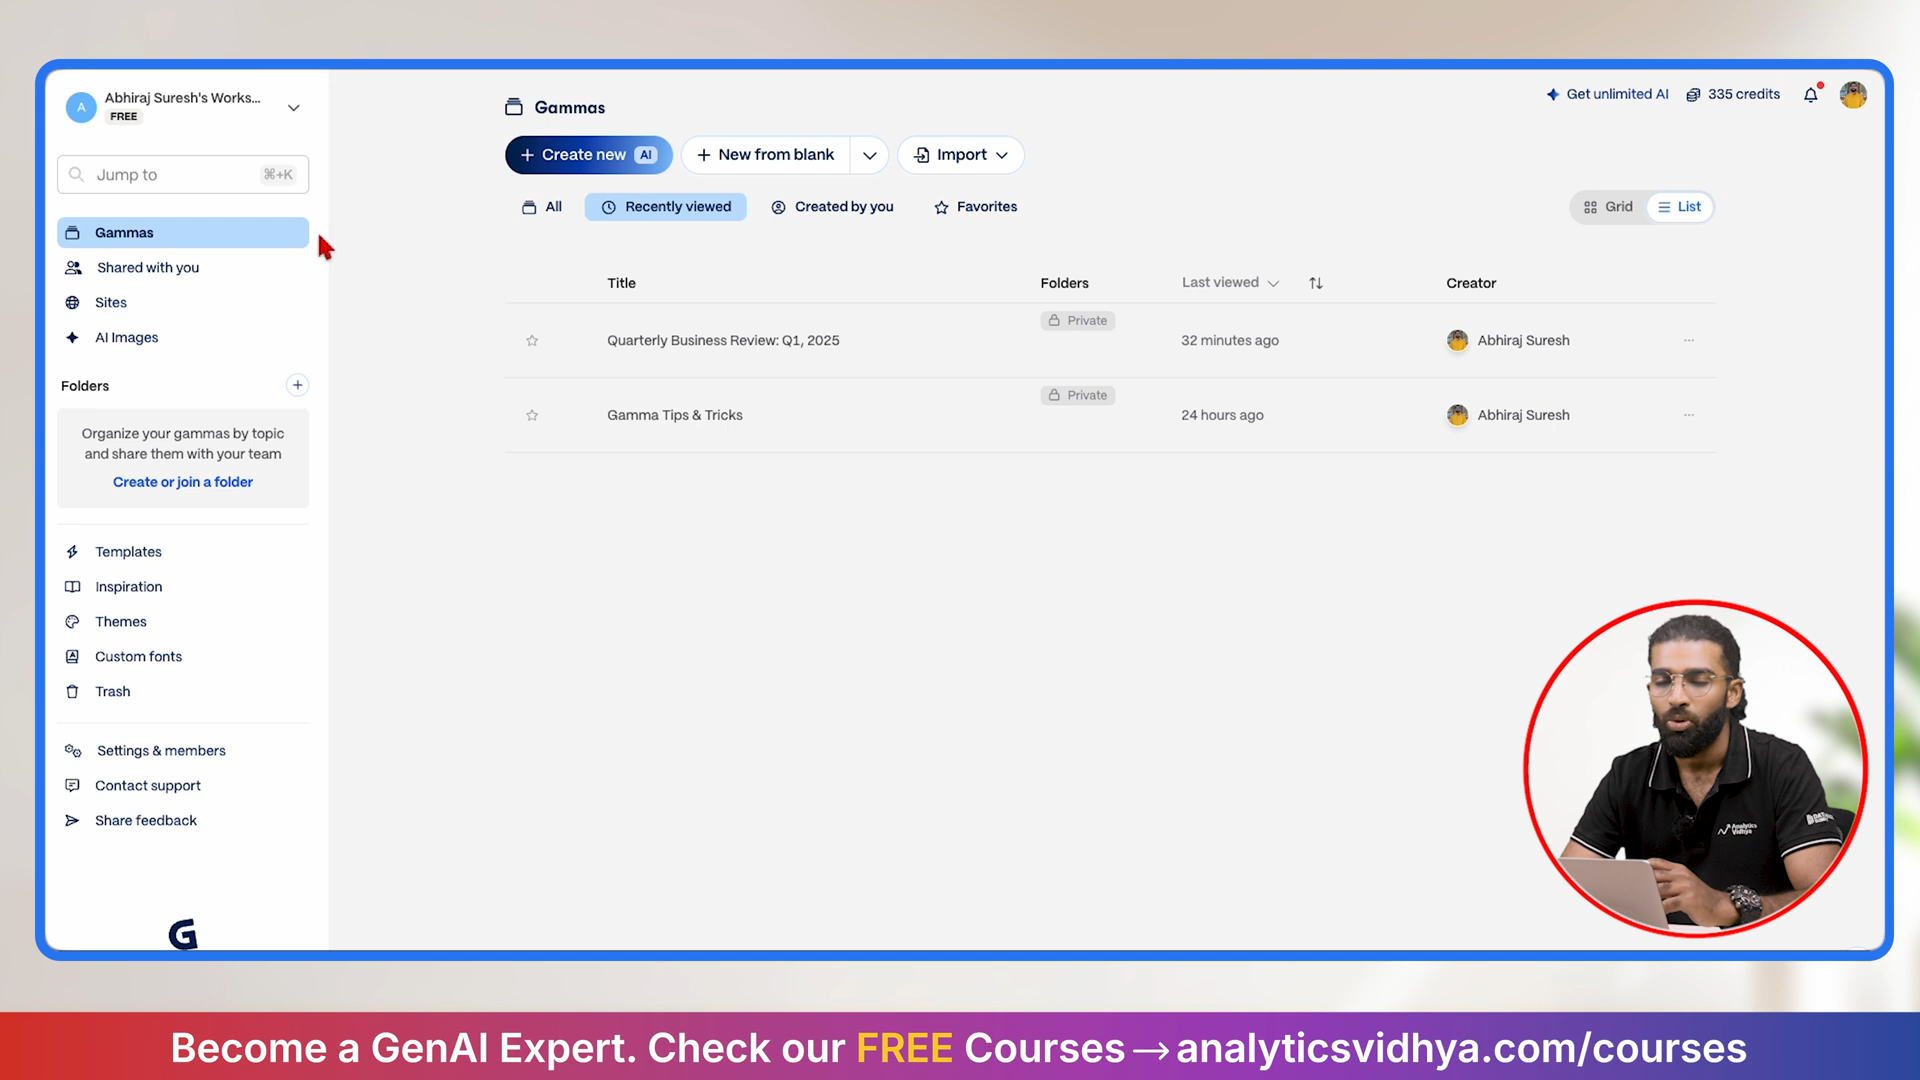 A
Abhiraj Suresh's Works...
FREE
Jump to
⌘+K
Gammas
Shared with you
Sites
AI Images
Folders
Organize your gammas by topic
and share them with your team
Create or join a folder
Templates
Inspiration
Themes
Custom fonts
Trash
Settings & members
Contact support
Share feedback
G
Gammas
Get unlimited AI
335 credits
+ Create new AI
+ New from blank
Import
All
Recently viewed
Created by you
Favorites
Grid
List
Title
Folders
Last viewed
Creator
Private
Quarterly Business Review: Q1, 2025
32 minutes ago
Abhiraj Suresh
Private
Gamma Tips & Tricks
24 hours ago
Abhiraj Suresh
Analytics
Vidhya
Become a GenAI Expert. Check our FREE Courses→analyticsvidhya.com/courses